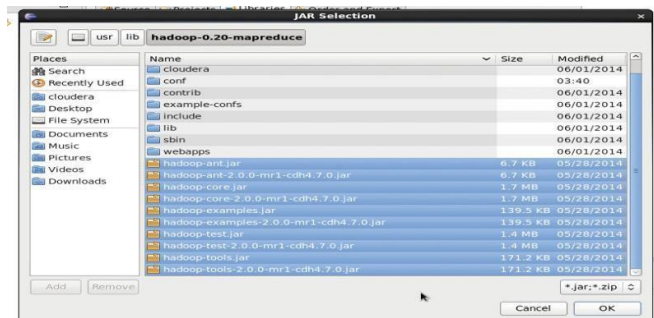 Source Projects Libraries Order and Export
JAR Selection
usr lib hadoop-0.20-mapreduce
Places
Search
Recently Used
cloudera
Desktop
File System
Documents
Music
Pictures
Videos
Downloads
Name Size Modified
cloudera 06/01/2014
conf 03:40
contrib 06/01/2014
example-confs 06/01/2014
include 06/01/2014
lib 06/01/2014
sbin 06/01/2014
webapps 06/01/2014
hadoop-ant.jar 6.7 KB 05/28/2014
hadoop-ant-2.0.0-mr1-cdh4.7.0.jar 6.7 KB 05/28/2014
hadoop-core.jar 1.7 MB 05/28/2014
hadoop-core-2.0.0-mr1-cdh4.7.0.jar 1.7 MB 05/28/2014
hadoop-examples.jar 139.5 KB 05/28/2014
hadoop-examples-2.0.0-mr1-cdh4.7.0.jar 139.5 KB 05/28/2014
hadoop-test.jar 1.4 MB 05/28/2014
hadoop-test-2.0.0-mr1-cdh4.7.0.jar 1.4 MB 05/28/2014
hadoop-tools.jar 171.2 KB 05/28/2014
hadoop-tools-2.0.0-mr1-cdh4.7.0.jar 171.2 KB 05/28/2014
Add Remove *.jar;*.zip
Cancel OK